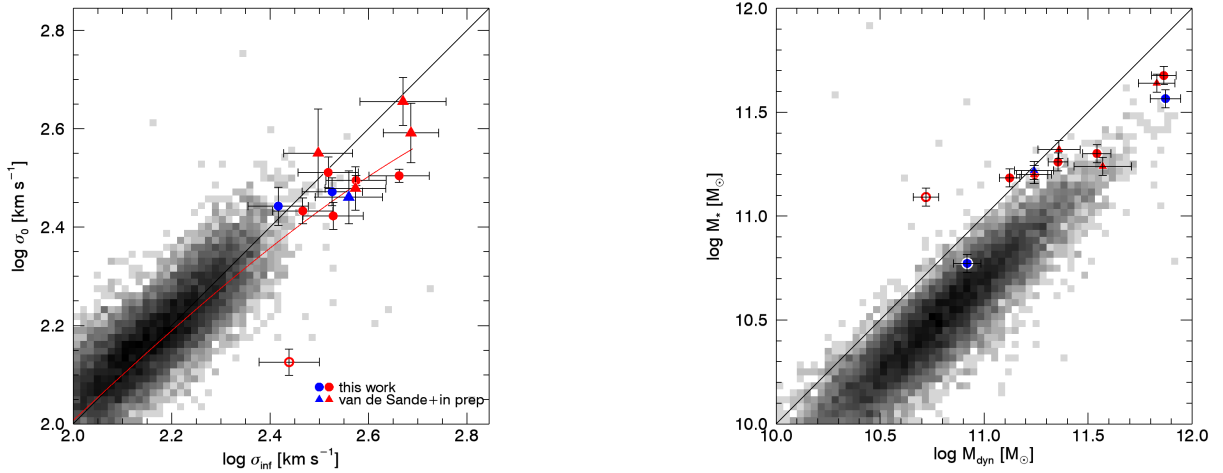 2.8
2.6
2.4
2.2
2.0
log σ0 [km s−1]
this work
van de Sande+in prep
2.0 2.2 2.4 2.6 2.8
log σinf [km s−1]
12.0
11.5
11.0
10.5
10.0
log M* [M⊙]
10.0 10.5 11.0 11.5 12.0
log Mdyn [M⊙]